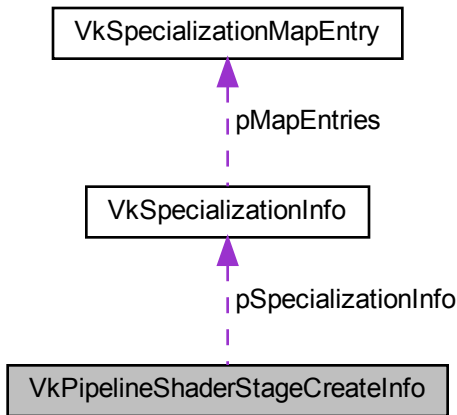 VkSpecializationMapEntry
pMapEntries
VkSpecializationInfo
pSpecializationInfo
VkPipelineShaderStageCreateInfo